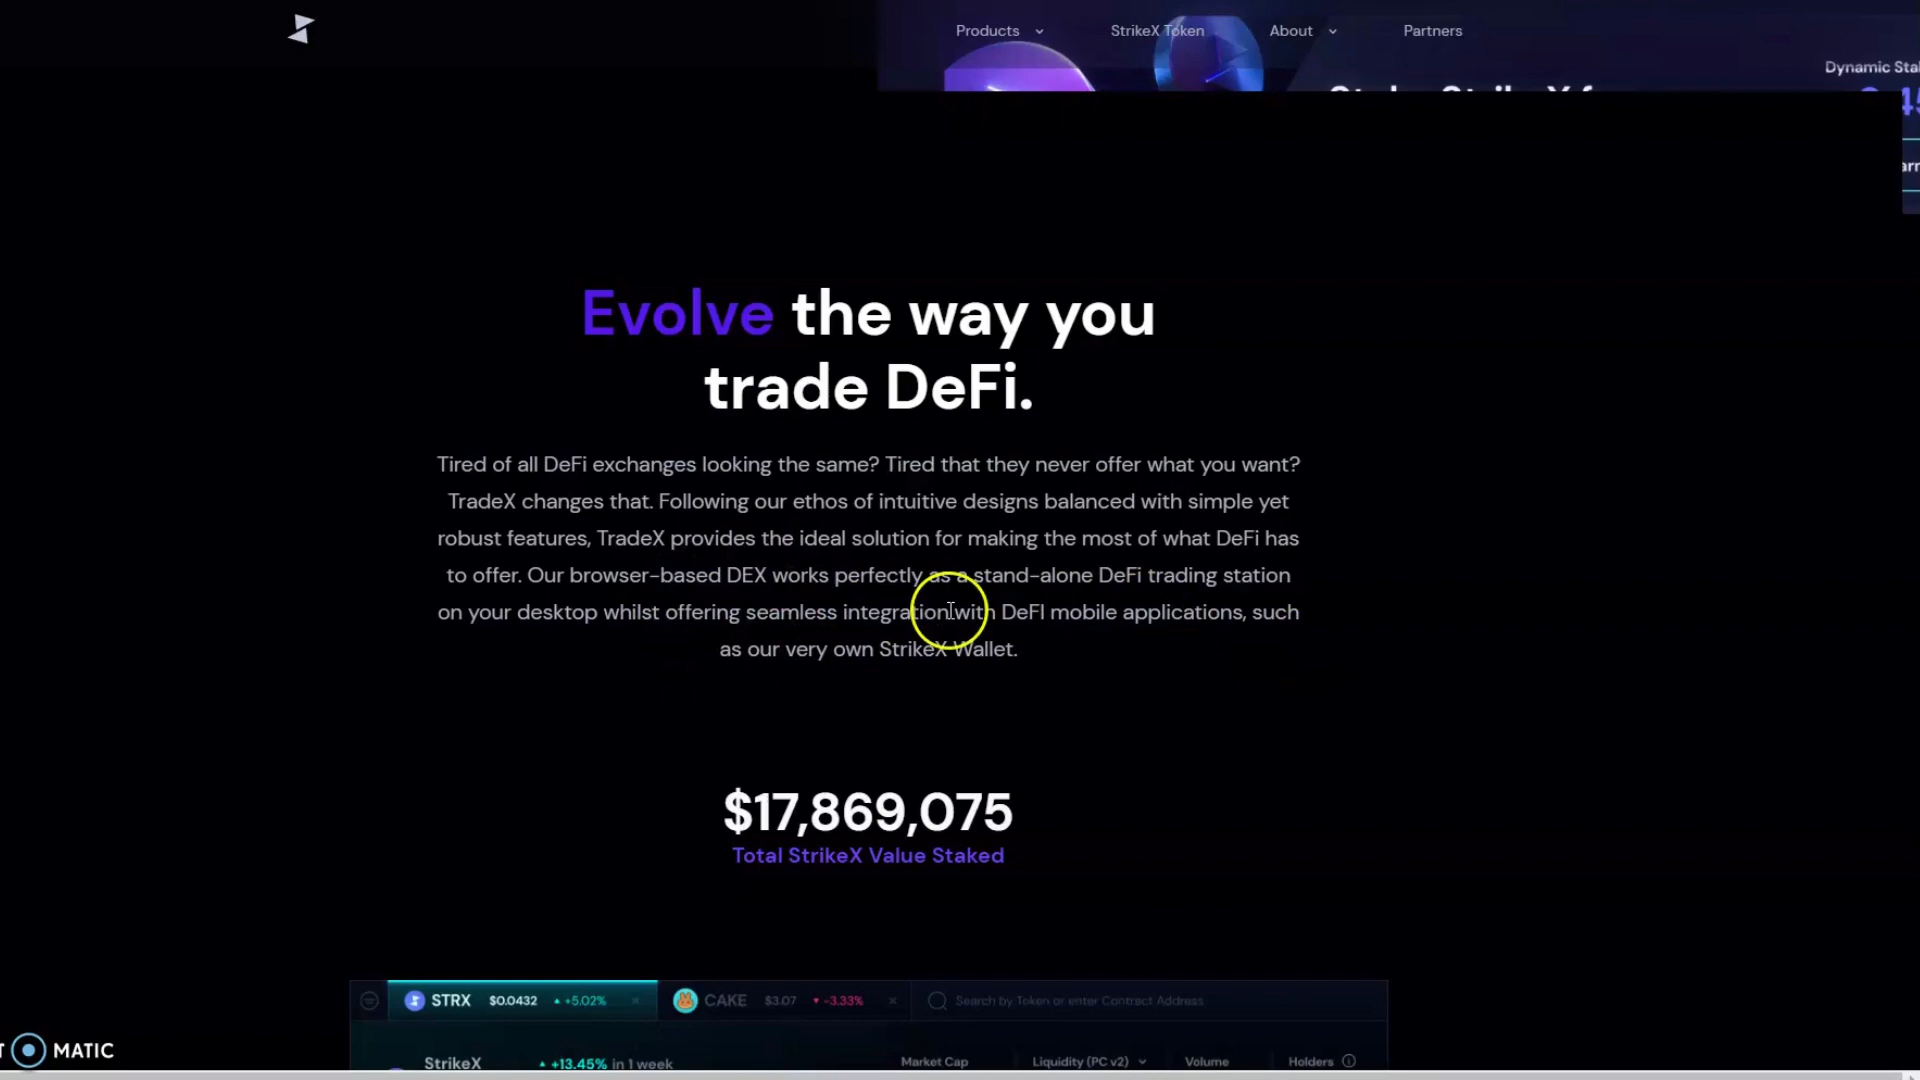 Products
StrikeX Token
About
Partners
Dynamic
Evolve the way you
trade DeFi.
Tired of all DeFi exchanges looking the same? Tired that they never offer what you want?
TradeX changes that. Following our ethos of intuitive designs balanced with simple yet
robust features, TradeX provides the ideal solution for making the most of what DeFi has
to offer. Our browser-based DEX works perfectly as a stand-alone DeFi trading station
on your desktop whilst offering seamless integration with DeFI mobile applications, such
as our very own StrikeX Wallet.
$17,869,075
Total StrikeX Value Staked
STRX $0.0432 +5.02%
CAKE $3.07 -3.33%
Search by Token or enter Contract Address
StrikeX +13.45% in 1 week
Market Cap
Liquidity (PC v2)
Volume
Holders
MATIC